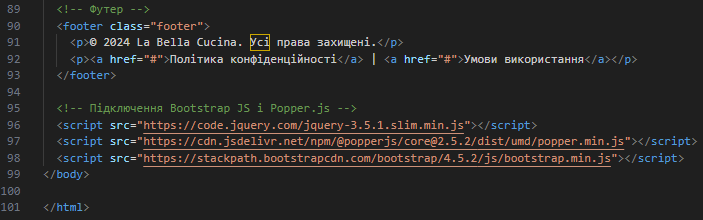 89 <!-- Футер -->
90 <footer class="footer">
91 <p>© 2024 La Bella Cucina. Усі права захищені.</p>
92 <p><a href="#">Політика конфіденційності</a> | <a href="#">Умови використання</a></p>
93 </footer>
94
95 <!-- Підключення Bootstrap JS і Popper.js -->
96 <script src="https://code.jquery.com/jquery-3.5.1.slim.min.js"></script>
97 <script src="https://cdn.jsdelivr.net/npm/@popperjs/core@2.5.2/dist/umd/popper.min.js"></script>
98 <script src="https://stackpath.bootstrapcdn.com/bootstrap/4.5.2/js/bootstrap.min.js"></script>
99 </body>
100
101 </html>